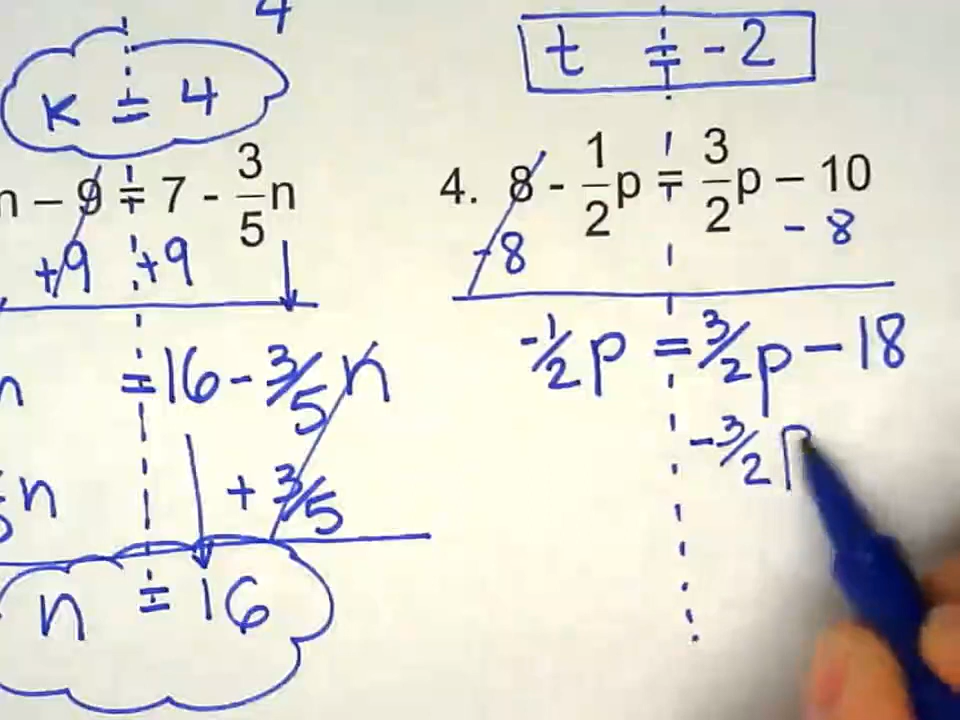 4
K = 4
t = -2
n - 9 = 7 - 3/5 n
+9 +9
n = 16 - 3/5 n
n + 3/5
n = 16
4. 8 - 1/2 p = 3/2 p - 10
-8 - 8
-1/2 p = 3/2 p - 18
-3/2 p